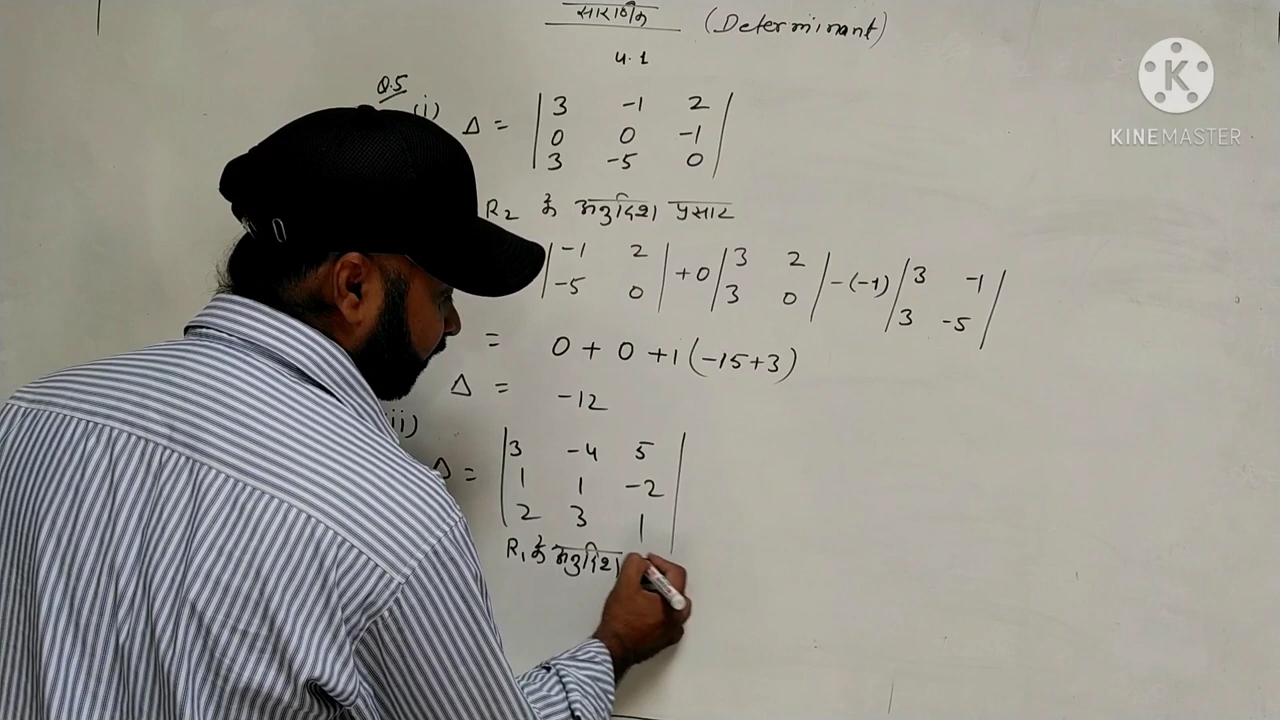 सारणिक (Determinant)
4.1
Q.5
(i) Δ = | 3 -1 2 |
| 0 0 -1 |
| 3 -5 0 |
R₂ के अनुदिश प्रसार
| -1 2 | + 0 | 3 2 | - (-1) | 3 -1 |
| -5 0 | | 3 0 | | 3 -5 |
= 0 + 0 + 1 (-15+3)
Δ = -12
ii)
Δ = | 3 -4 5 |
| 1 1 -2 |
| 2 3 1 |
R₁ के अनुदिश
KINEMASTER